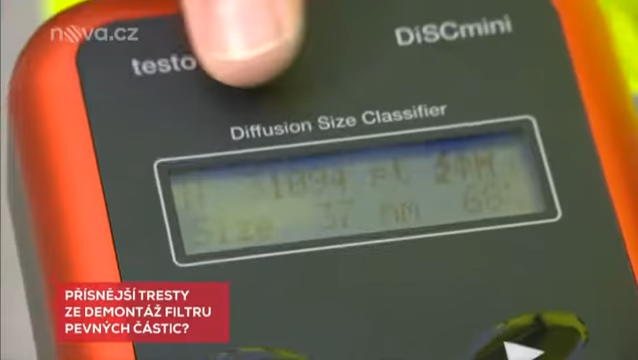 nova.cz
testo
DiSCmini
Diffusion Size Classifier
Size 37 nm
PŘÍSNĚJŠÍ TRESTY
ZE DEMONTÁŽ FILTRU
PEVNÝCH ČÁSTIC?